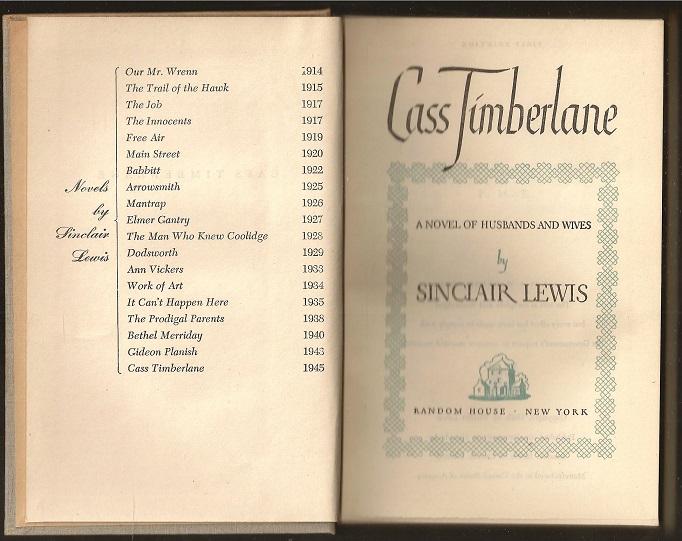 Novels
by
Sinclair
Lewis
Our Mr. Wrenn 1914
The Trail of the Hawk 1915
The Job 1917
The Innocents 1917
Free Air 1919
Main Street 1920
Babbitt 1922
Arrowsmith 1925
Mantrap 1926
Elmer Gantry 1927
The Man Who Knew Coolidge 1928
Dodsworth 1929
Ann Vickers 1933
Work of Art 1934
It Can't Happen Here 1935
The Prodigal Parents 1938
Bethel Merriday 1940
Gideon Planish 1943
Cass Timberlane 1945
Cass Timberlane
A NOVEL OF HUSBANDS AND WIVES
by
SINCLAIR LEWIS
RANDOM HOUSE · NEW YORK